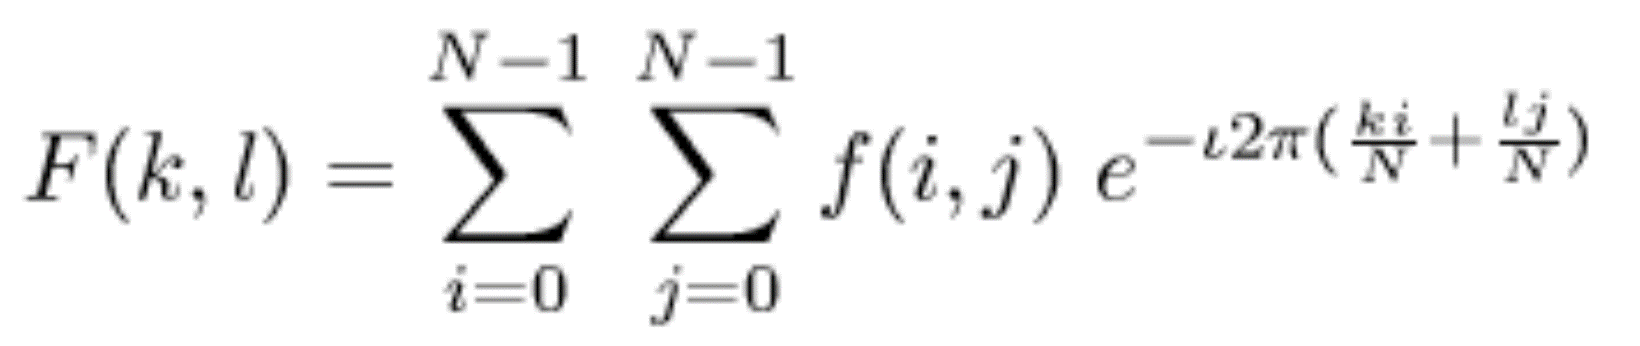 F(k, l) = \sum_{i=0}^{N-1} \sum_{j=0}^{N-1} f(i, j) e^{-\iota 2\pi(\frac{ki}{N} + \frac{lj}{N})}